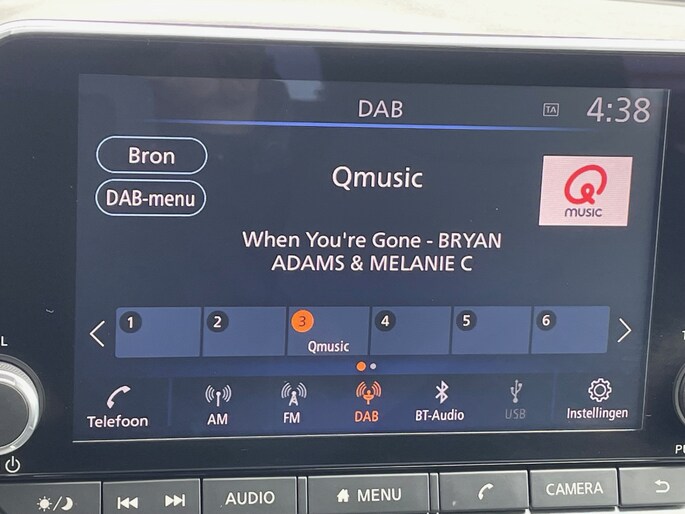 DAB
TA
4:38
Bron
DAB-menu
Qmusic
Q
MUSIC
When You're Gone - BRYAN
ADAMS & MELANIE C
1 2 3 4 5 6
Qmusic
Telefoon AM FM DAB BT-Audio USB Instellingen
AUDIO MENU CAMERA